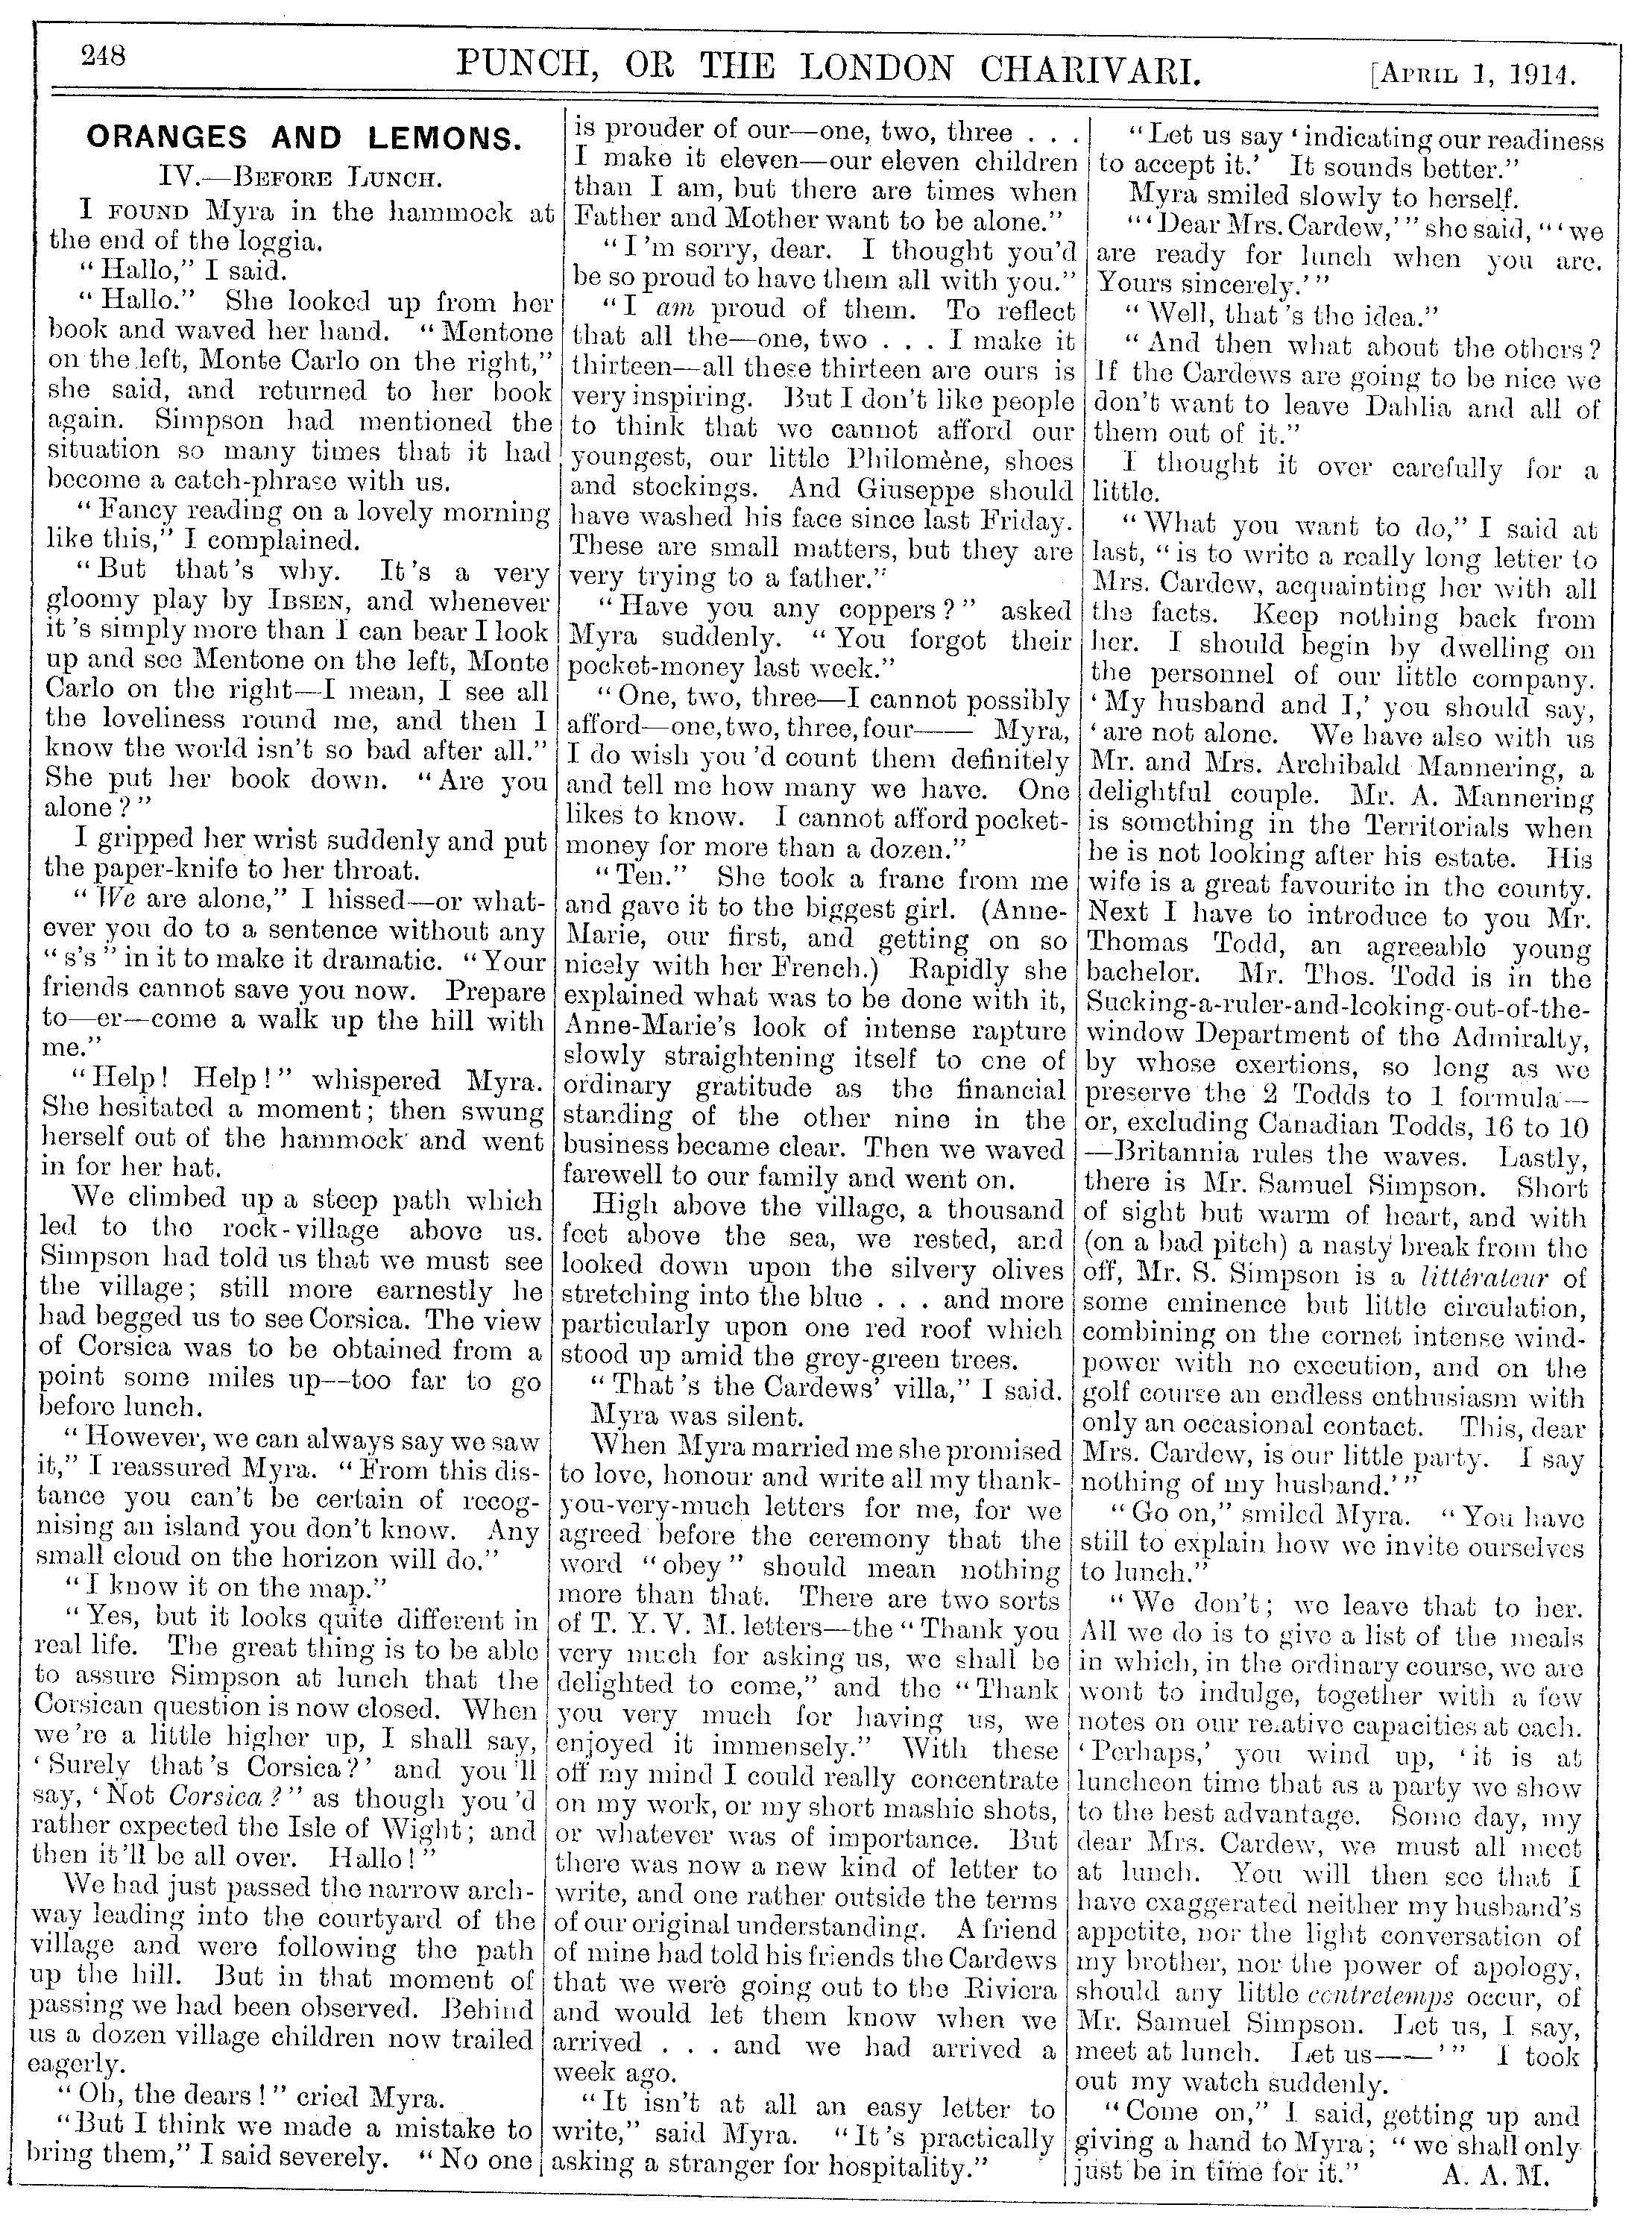 248
PUNCH, OR THE LONDON CHARIVARI.
[APRIL 1, 1914.
ORANGES AND LEMONS.
IV.—BEFORE LUNCH.
I FOUND Myra in the hammock at
the end of the loggia.
"Hallo," I said.
"Hallo." She looked up from her
book and waved her hand. "Mentone
on the left, Monte Carlo on the right,"
she said, and returned to her book
again. Simpson had mentioned the
situation so many times that it had
become a catch-phrase with us.
"Fancy reading on a lovely morning
like this," I complained.
"But that's why. It's a very
gloomy play by IBSEN, and whenever
it's simply more than I can bear I look
up and see Mentone on the left, Monte
Carlo on the right—I mean, I see all
the loveliness round me, and then I
know the world isn't so bad after all."
She put her book down. "Are you
alone?"
I gripped her wrist suddenly and put
the paper-knife to her throat.
"We are alone," I hissed—or what-
ever you do to a sentence without any
"s's" in it to make it dramatic. "Your
friends cannot save you now. Prepare
to—er—come a walk up the hill with
me."
"Help! Help!" whispered Myra.
She hesitated a moment; then swung
herself out of the hammock and went
in for her hat.
We climbed up a steep path which
led to the rock-village above us.
Simpson had told us that we must see
the village; still more earnestly he
had begged us to see Corsica. The view
of Corsica was to be obtained from a
point some miles up--too far to go
before lunch.
"However, we can always say we saw
it," I reassured Myra. "From this dis-
tance you can't be certain of recog-
nising an island you don't know. Any
small cloud on the horizon will do."
"I know it on the map."
"Yes, but it looks quite different in
real life. The great thing is to be able
to assure Simpson at lunch that the
Corsican question is now closed. When
we're a little higher up, I shall say,
'Surely that's Corsica?' and you'll
say, 'Not Corsica?" as though you'd
rather expected the Isle of Wight; and
then it'll be all over. Hallo!"
We had just passed the narrow arch-
way leading into the courtyard of the
village and were following the path
up the hill. But in that moment of
passing we had been observed. Behind
us a dozen village children now trailed
eagerly.
"Oh, the dears!" cried Myra.
"But I think we made a mistake to
bring them," I said severely. "No one
is prouder of our—one, two, three . . .
I make it eleven—our eleven children
than I am, but there are times when
Father and Mother want to be alone."
"I'm sorry, dear. I thought you'd
be so proud to have them all with you."
"I am proud of them. To reflect
that all the—one, two . . . I make it
thirteen—all these thirteen are ours is
very inspiring. But I don't like people
to think that we cannot afford our
youngest, our little Philomène, shoes
and stockings. And Giuseppe should
have washed his face since last Friday.
These are small matters, but they are
very trying to a father."
"Have you any coppers?" asked
Myra suddenly. "You forgot their
pocket-money last week."
"One, two, three—I cannot possibly
afford—one, two, three, four—— Myra,
I do wish you'd count them definitely
and tell me how many we have. One
likes to know. I cannot afford pocket-
money for more than a dozen."
"Ten." She took a franc from me
and gave it to the biggest girl. (Anne-
Marie, our first, and getting on so
nicely with her French.) Rapidly she
explained what was to be done with it,
Anne-Marie's look of intense rapture
slowly straightening itself to one of
ordinary gratitude as the financial
standing of the other nine in the
business became clear. Then we waved
farewell to our family and went on.
High above the village, a thousand
feet above the sea, we rested, and
looked down upon the silvery olives
stretching into the blue . . . and more
particularly upon one red roof which
stood up amid the grey-green trees.
"That's the Cardews' villa," I said.
Myra was silent.
When Myra married me she promised
to love, honour and write all my thank-
you-very-much letters for me, for we
agreed before the ceremony that the
word "obey" should mean nothing
more than that. There are two sorts
of T. Y. V. M. letters—the "Thank you
very much for asking us, we shall be
delighted to come," and the "Thank
you very much for having us, we
enjoyed it immensely." With these
off my mind I could really concentrate
on my work, or my short mashie shots,
or whatever was of importance. But
there was now a new kind of letter to
write, and one rather outside the terms
of our original understanding. A friend
of mine had told his friends the Cardews
that we were going out to the Riviera
and would let them know when we
arrived . . . and we had arrived a
week ago.
"It isn't at all an easy letter to
write," said Myra. "It's practically
asking a stranger for hospitality."
"Let us say 'indicating our readiness
to accept it.' It sounds better."
Myra smiled slowly to herself.
"'Dear Mrs. Cardew,'" she said, "'we
are ready for lunch when you are.
Yours sincerely.'"
"Well, that's the idea."
"And then what about the others?
If the Cardews are going to be nice we
don't want to leave Dahlia and all of
them out of it."
I thought it over carefully for a
little.
"What you want to do," I said at
last, "is to write a really long letter to
Mrs. Cardew, acquainting her with all
the facts. Keep nothing back from
her. I should begin by dwelling on
the personnel of our little company.
'My husband and I,' you should say,
'are not alone. We have also with us
Mr. and Mrs. Archibald Mannering, a
delightful couple. Mr. A. Mannering
is something in the Territorials when
he is not looking after his estate. His
wife is a great favourite in the county.
Next I have to introduce to you Mr.
Thomas Todd, an agreeable young
bachelor. Mr. Thos. Todd is in the
Sucking-a-ruler-and-looking-out-of-the-
window Department of the Admiralty,
by whose exertions, so long as we
preserve the 2 Todds to 1 formula—
or, excluding Canadian Todds, 16 to 10
—Britannia rules the waves. Lastly,
there is Mr. Samuel Simpson. Short
of sight but warm of heart, and with
(on a bad pitch) a nasty break from the
off, Mr. S. Simpson is a littérateur of
some eminence but little circulation,
combining on the cornet intense wind-
power with no execution, and on the
golf course an endless enthusiasm with
only an occasional contact. This, dear
Mrs. Cardew, is our little party. I say
nothing of my husband.'"
"Go on," smiled Myra. "You have
still to explain how we invite ourselves
to lunch."
"We don't; we leave that to her.
All we do is to give a list of the meals
in which, in the ordinary course, we are
wont to indulge, together with a few
notes on our relative capacities at each.
'Perhaps,' you wind up, 'it is at
luncheon time that as a party we show
to the best advantage. Some day, my
dear Mrs. Cardew, we must all meet
at lunch. You will then see that I
have exaggerated neither my husband's
appetite, nor the light conversation of
my brother, nor the power of apology,
should any little contretemps occur, of
Mr. Samuel Simpson. Let us, I say,
meet at lunch. Let us——'" I took
out my watch suddenly.
"Come on," I said, getting up and
giving a hand to Myra; "we shall only
just be in time for it." A. A. M.